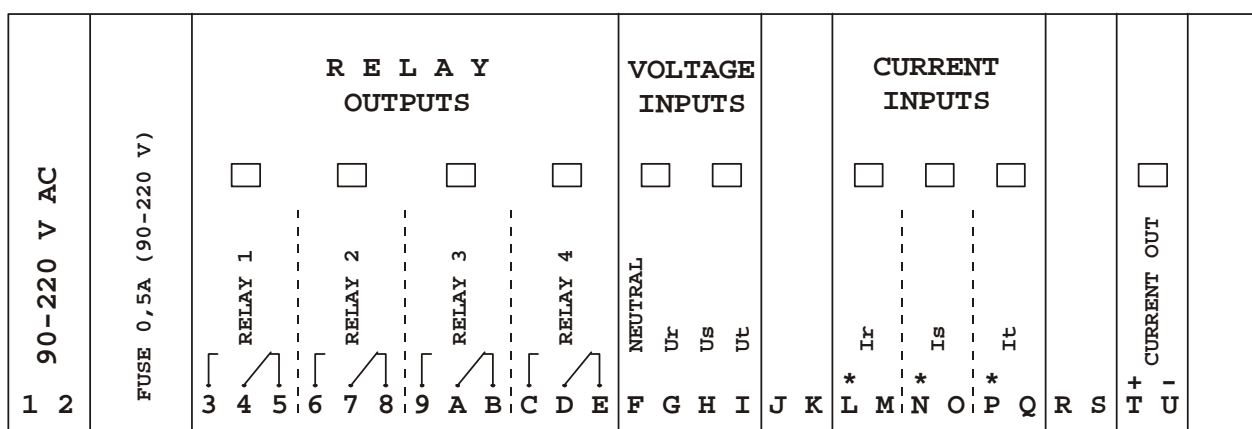 90-220 V AC
1 2
FUSE 0,5A (90-220 V)
R E L A Y
OUTPUTS
RELAY 1
RELAY 2
RELAY 3
RELAY 4
3 4 5 6 7 8 9 A B C D E
VOLTAGE
INPUTS
NEUTRAL
Ur
Us
Ut
F G H I
J K
CURRENT
INPUTS
Ir
Is
It
* * *
L M N O P Q
R S
CURRENT OUT
+ -
T U